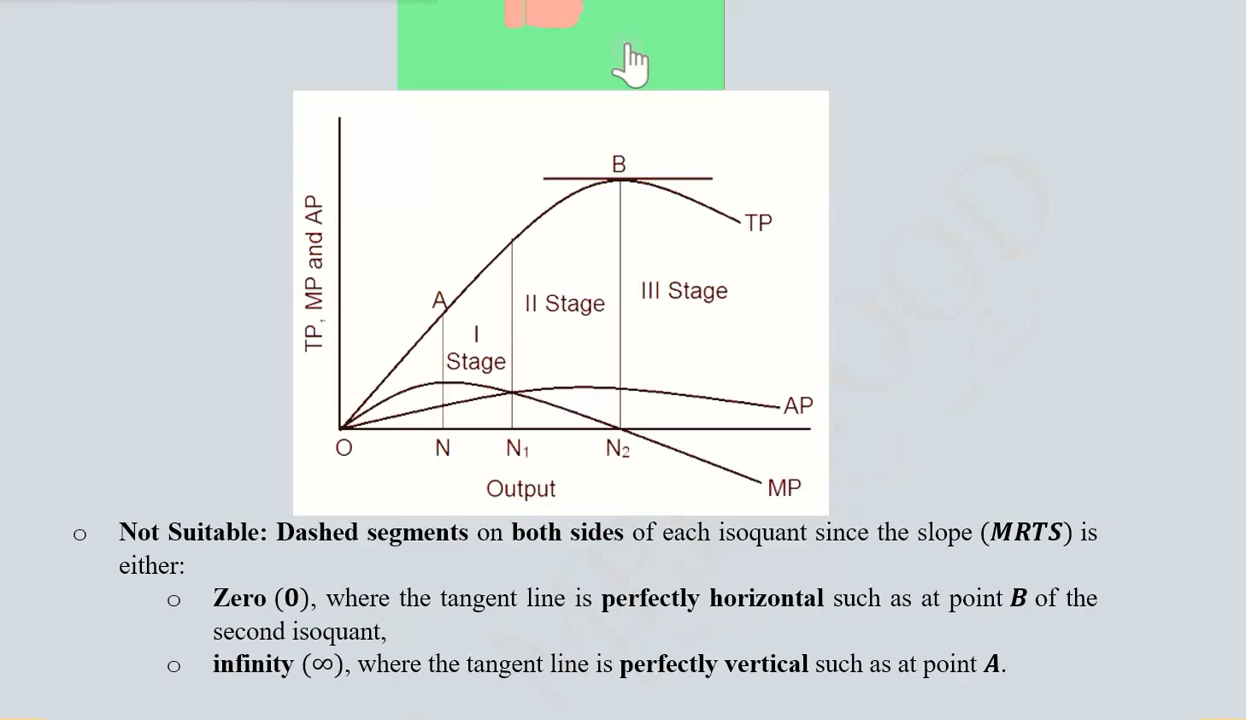 B
TP
TP, MP and AP
III Stage
A
II Stage
I
Stage
AP
O
N
N₁
N₂
Output
MP
o Not Suitable: Dashed segments on both sides of each isoquant since the slope (MRTS) is
either:
o Zero (0), where the tangent line is perfectly horizontal such as at point B of the
second isoquant,
o infinity (∞), where the tangent line is perfectly vertical such as at point A.